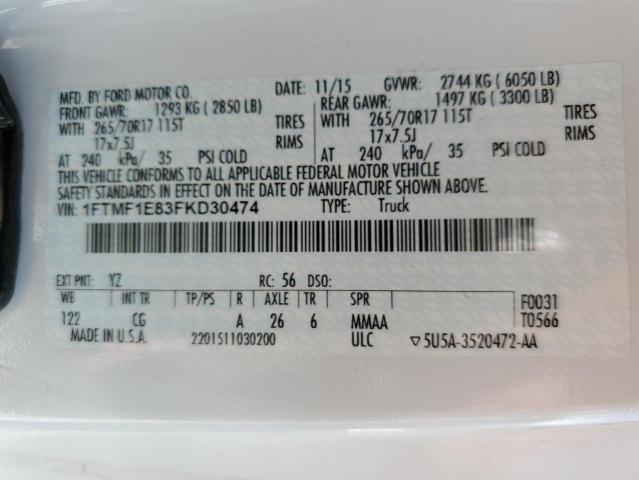 MFD. BY FORD MOTOR CO.
DATE: 11/15 GVWR: 2744 KG ( 6050 LB)
FRONT GAWR: 1293 KG ( 2850 LB) REAR GAWR: 1497 KG ( 3300 LB)
WITH 265/70R17 115T TIRES WITH 265/70R17 115T TIRES
17x7.5J RIMS 17x7.5J RIMS
AT 240 kPa/ 35 PSI COLD AT 240 kPa/ 35 PSI COLD
THIS VEHICLE CONFORMS TO ALL APPLICABLE FEDERAL MOTOR VEHICLE
SAFETY STANDARDS IN EFFECT ON THE DATE OF MANUFACTURE SHOWN ABOVE.
VIN: 1FTMF1E83FKD30474 TYPE: Truck
EXT PNT: YZ RC: 56 DSO:
WB INT TR TP/PS R AXLE TR SPR F0031
122 CG A 26 6 MMAA T0566
MADE IN U.S.A. 2201511030200 ULC ▽5U5A-3520472-AA